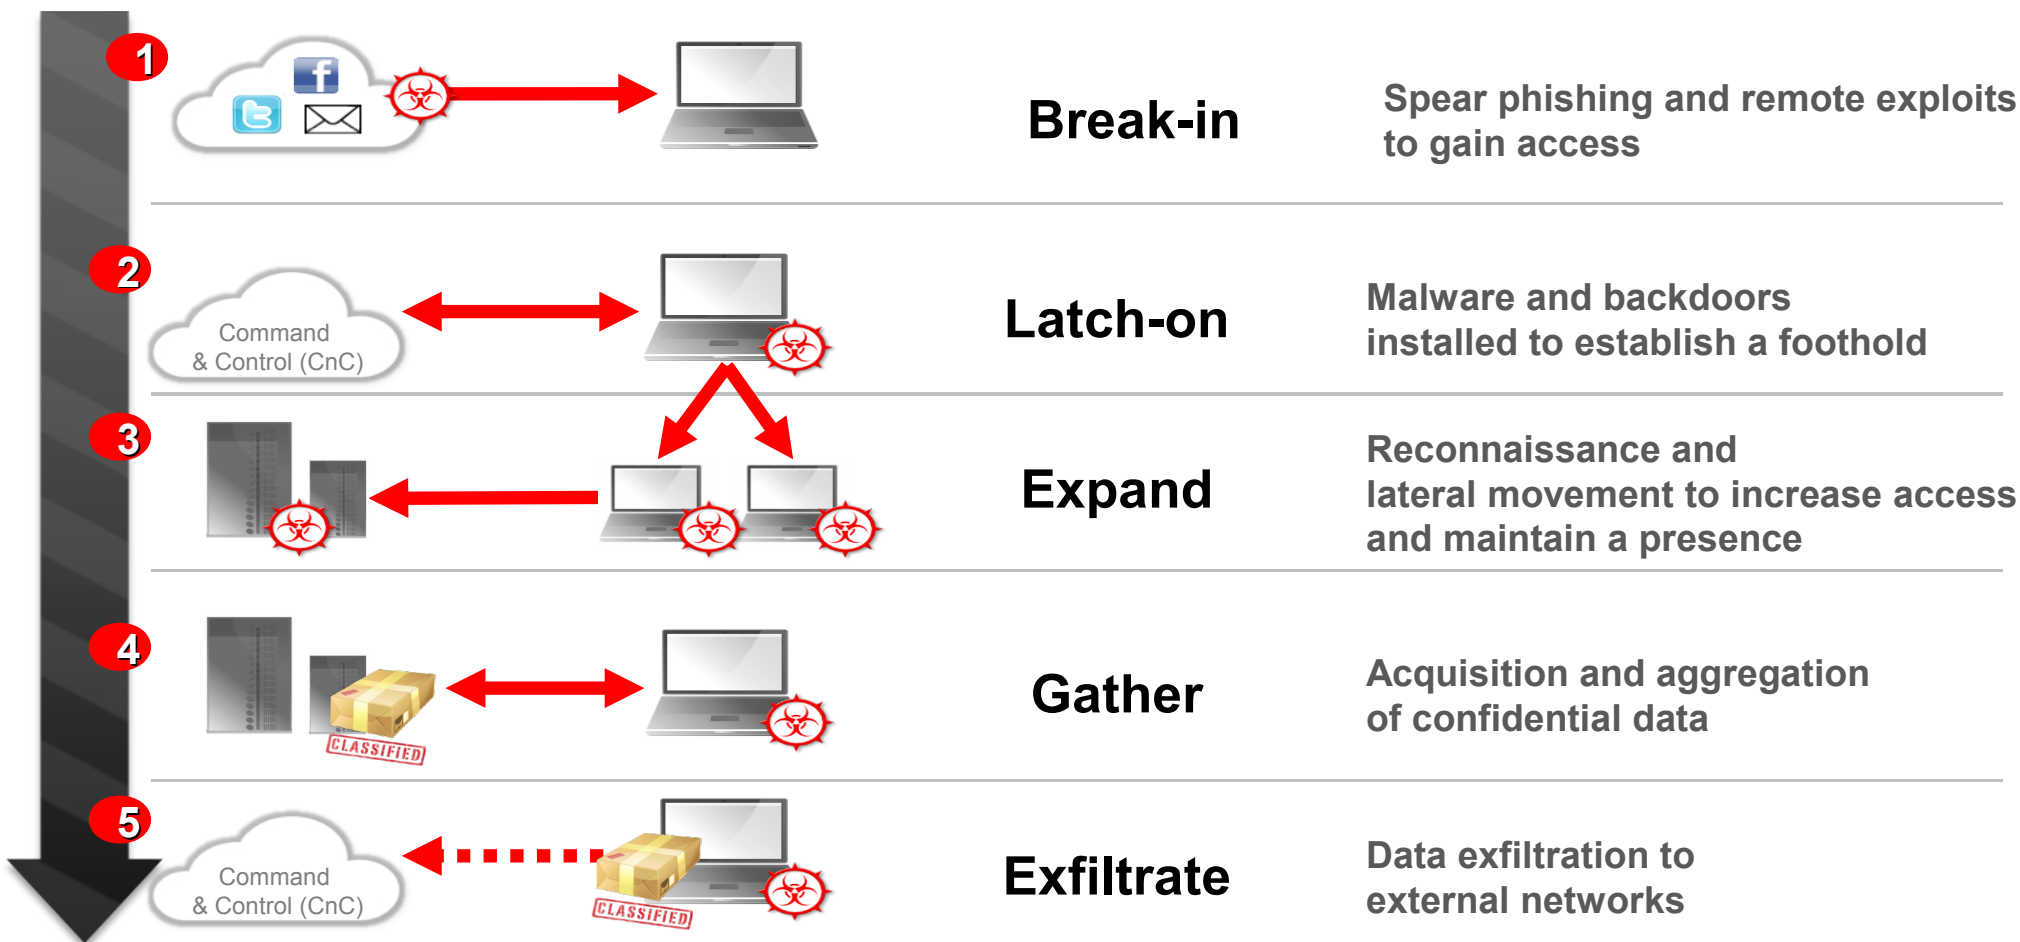 1
f
t
Break-in
Spear phishing and remote exploits
to gain access
2
Command
& Control (CnC)
Latch-on
Malware and backdoors
installed to establish a foothold
3
Expand
Reconnaissance and
lateral movement to increase access
and maintain a presence
4
CLASSIFIED
Gather
Acquisition and aggregation
of confidential data
5
Command
& Control (CnC)
CLASSIFIED
Exfiltrate
Data exfiltration to
external networks